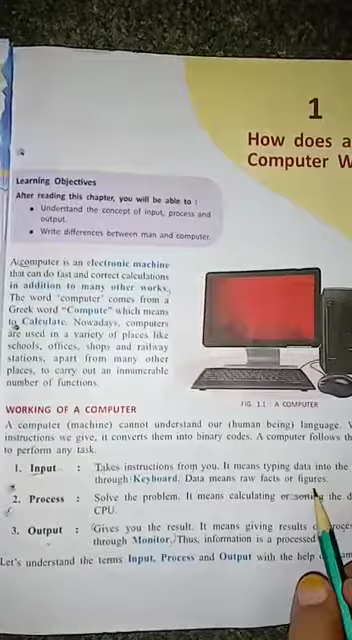 1
How does a
Computer W
Learning Objectives
After reading this chapter, you will be able to :
• Understand the concept of input, process and
output.
• Write differences between man and computer.
A computer is an electronic machine
that can do fast and correct calculations
in addition to many other works.
The word 'computer' comes from a
Greek word "Compute" which means
to Calculate. Nowadays, computers
are used in a variety of places like
schools, offices, shops and railway
stations, apart from many other
places, to carry out an innumerable
number of functions.
FIG. 1.1 : A COMPUTER
WORKING OF A COMPUTER
A computer (machine) cannot understand our (human being) language.
instructions we give, it converts them into binary codes. A computer follows
to perform any task.
1. Input : Takes instructions from you. It means typing data into the
through Keyboard. Data means raw facts or figures.
2. Process : Solve the problem. It means calculating or sorting the
CPU.
3. Output : Gives you the result. It means giving results
through Monitor. Thus, information is a processed
Let's understand the terms Input, Process and Output with the help